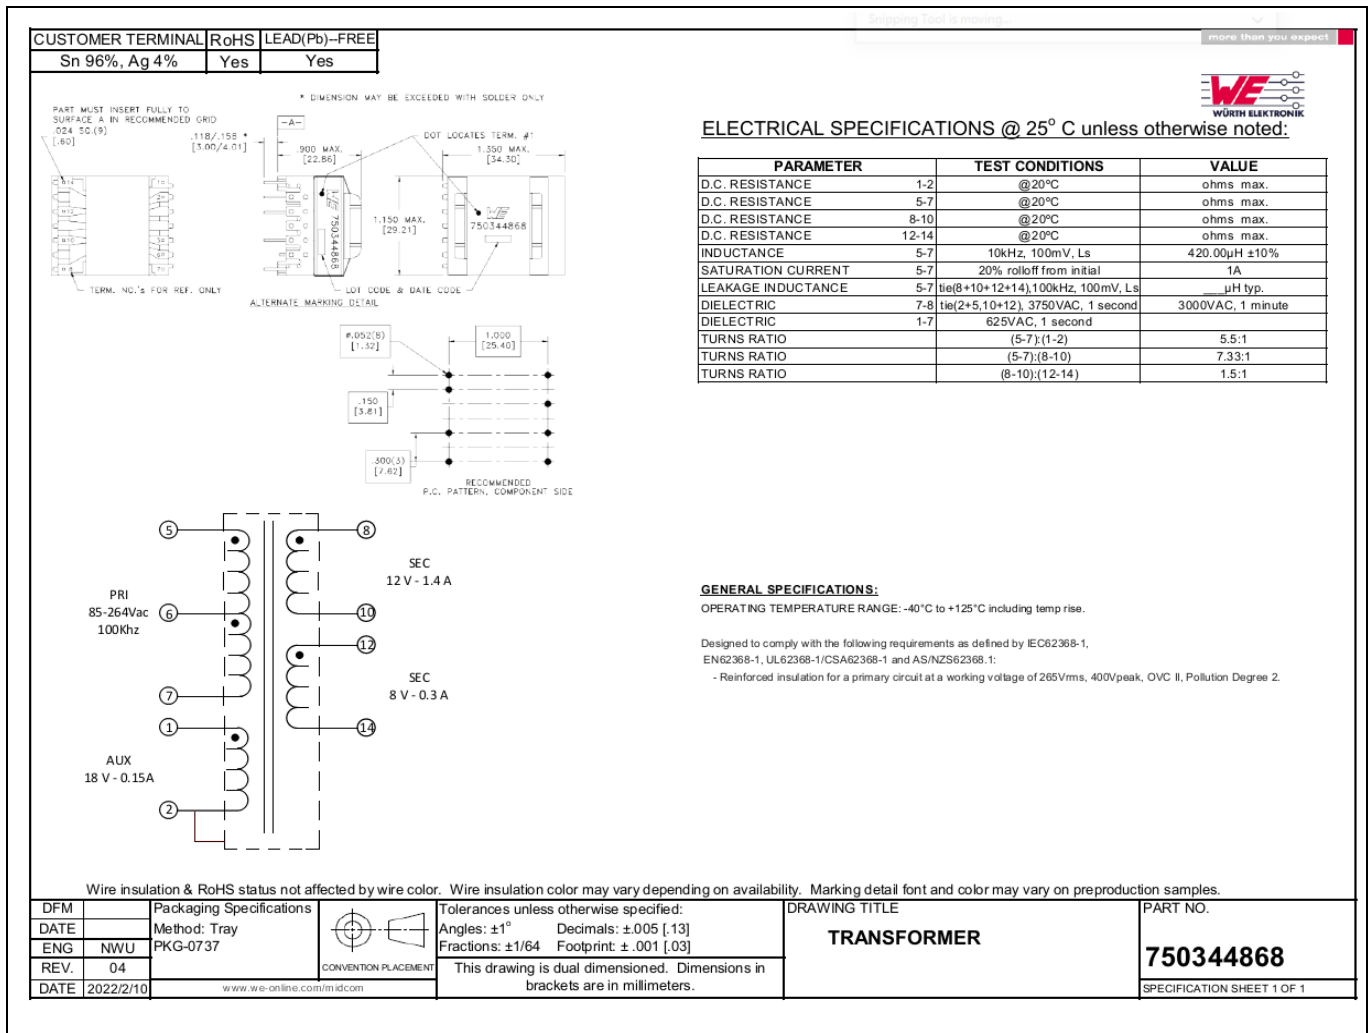 Snipping Tool is moving...
more than you expect
CUSTOMER TERMINAL RoHS LEAD(Pb)--FREE
Sn 96%, Ag 4% Yes Yes
WE
WÜRTH ELEKTRONIK
* DIMENSION MAY BE EXCEEDED WITH SOLDER ONLY
PART MUST INSERT FULLY TO
SURFACE A IN RECOMMENDED GRID
.024 SQ.(9)
[.60]
.118/.158 *
[3.00/4.01]
-A-
.900 MAX.
[22.86]
DOT LOCATES TERM. #1
1.350 MAX.
[34.30]
1.150 MAX.
[29.21]
WE 750344868
WE
750344868
TERM. NO.'s FOR REF. ONLY
LOT CODE & DATE CODE
ALTERNATE MARKING DETAIL
ø.052(8)
[1.32]
1.000
[25.40]
.150
[3.81]
.300(3)
[7.62]
RECOMMENDED
P.C. PATTERN, COMPONENT SIDE
ELECTRICAL SPECIFICATIONS @ 25° C unless otherwise noted:
PARAMETER TEST CONDITIONS VALUE
D.C. RESISTANCE 1-2 @20ºC ohms max.
D.C. RESISTANCE 5-7 @20ºC ohms max.
D.C. RESISTANCE 8-10 @20ºC ohms max.
D.C. RESISTANCE 12-14 @20ºC ohms max.
INDUCTANCE 5-7 10kHz, 100mV, Ls 420.00µH ±10%
SATURATION CURRENT 5-7 20% rolloff from initial 1A
LEAKAGE INDUCTANCE 5-7 tie(8+10+12+14),100kHz, 100mV, Ls ____µH typ.
DIELECTRIC 7-8 tie(2+5,10+12), 3750VAC, 1 second 3000VAC, 1 minute
DIELECTRIC 1-7 625VAC, 1 second
TURNS RATIO (5-7):(1-2) 5.5:1
TURNS RATIO (5-7):(8-10) 7.33:1
TURNS RATIO (8-10):(12-14) 1.5:1
5
8
SEC
12 V - 1.4 A
PRI
85-264Vac
100Khz
6
10
12
SEC
8 V - 0.3 A
7
1
14
AUX
18 V - 0.15A
2
GENERAL SPECIFICATIONS:
OPERATING TEMPERATURE RANGE: -40°C to +125°C including temp rise.
Designed to comply with the following requirements as defined by IEC62368-1,
EN62368-1, UL62368-1/CSA62368-1 and AS/NZS62368.1:
- Reinforced insulation for a primary circuit at a working voltage of 265Vrms, 400Vpeak, OVC II, Pollution Degree 2.
Wire insulation & RoHS status not affected by wire color. Wire insulation color may vary depending on availability. Marking detail font and color may vary on preproduction samples.
DFM
DATE
ENG NWU
REV. 04
DATE 2022/2/10
Packaging Specifications
Method: Tray
PKG-0737
www.we-online.com/midcom
CONVENTION PLACEMENT
Tolerances unless otherwise specified:
Angles: ±1° Decimals: ±.005 [.13]
Fractions: ±1/64 Footprint: ± .001 [.03]
This drawing is dual dimensioned. Dimensions in
brackets are in millimeters.
DRAWING TITLE
TRANSFORMER
PART NO.
750344868
SPECIFICATION SHEET 1 OF 1